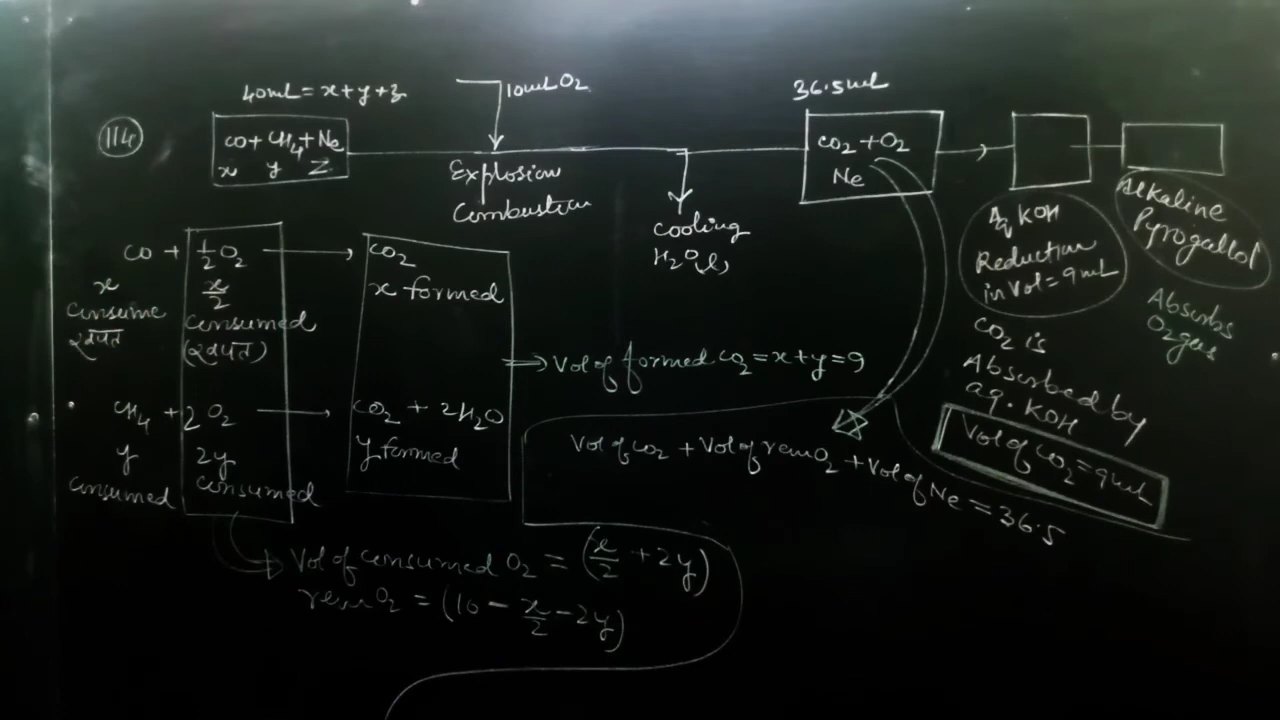 40mL = x+y+z
10mL O2
36.5mL
114
CO + CH4 + Ne
x y z
CO2 + O2
Ne
Explosion
Combustion
Cooling
H2O(l)
Aq KOH
Reduction
in Vol = 9mL
Alkaline
Pyrogallol
CO2 is
Absorbed by
aq. KOH
Vol of CO2 = 9mL
Absorbs
O2 gas
CO + 1/2 O2 → CO2
x x/2 x formed
consume consumed
खपत (खपत)
⇒ Vol of formed CO2 = x+y = 9
CH4 + 2O2 → CO2 + 2H2O
y 2y y formed
consumed consumed
Vol of CO2 + Vol of rem O2 + Vol of Ne = 36.5
Vol of consumed O2 = (x/2 + 2y)
rem O2 = (10 - x/2 - 2y)